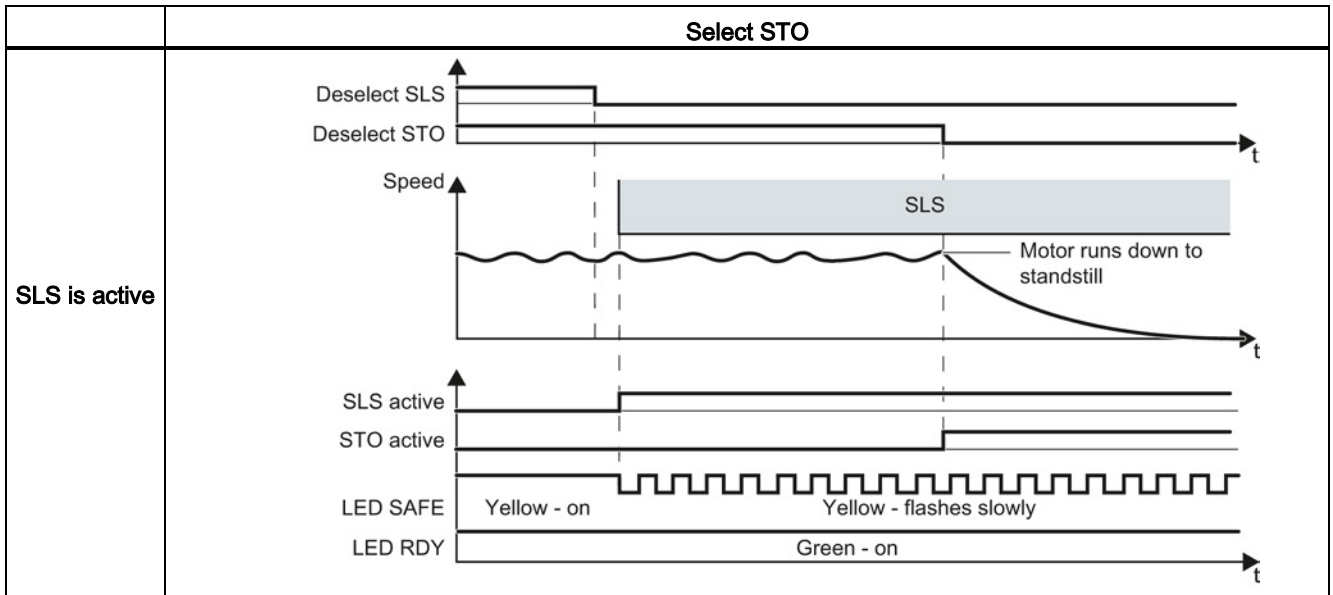 Select STO
SLS is active
Deselect SLS
Deselect STO
t
Speed
SLS
Motor runs down to
standstill
t
SLS active
STO active
LED SAFE
Yellow - on
Yellow - flashes slowly
LED RDY
Green - on
t